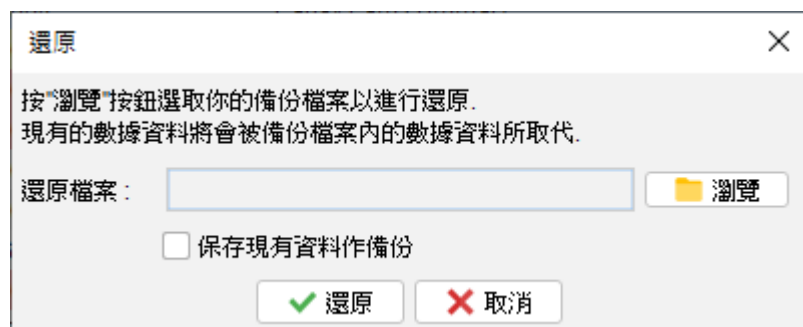 還原
按"瀏覽"按鈕選取你的備份檔案以進行還原.
現有的數據資料將會被備份檔案內的數據資料所取代.
還原檔案 : 瀏覽
保存現有資料作備份
還原 取消